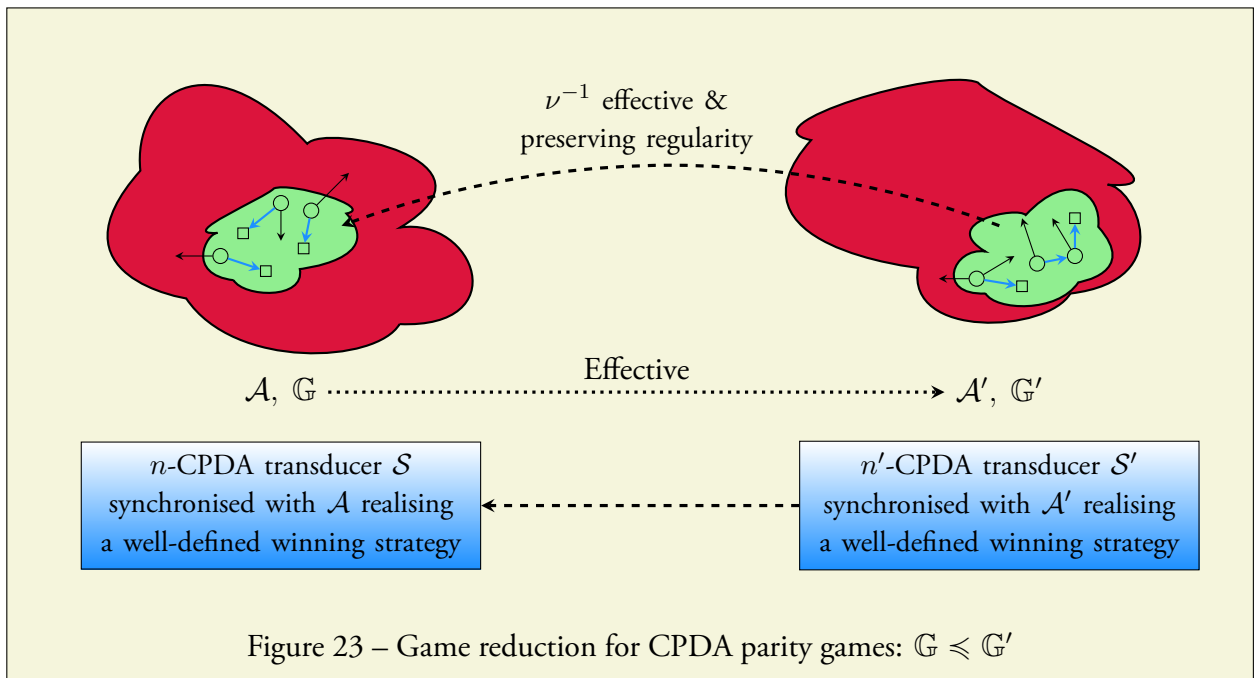 ν⁻¹ effective &
preserving regularity
Effective
𝒜, 𝔾
𝒜′, 𝔾′
n-CPDA transducer 𝒮
synchronised with 𝒜 realising
a well-defined winning strategy
n′-CPDA transducer 𝒮′
synchronised with 𝒜′ realising
a well-defined winning strategy
Figure 23 – Game reduction for CPDA parity games: 𝔾 ≼ 𝔾′